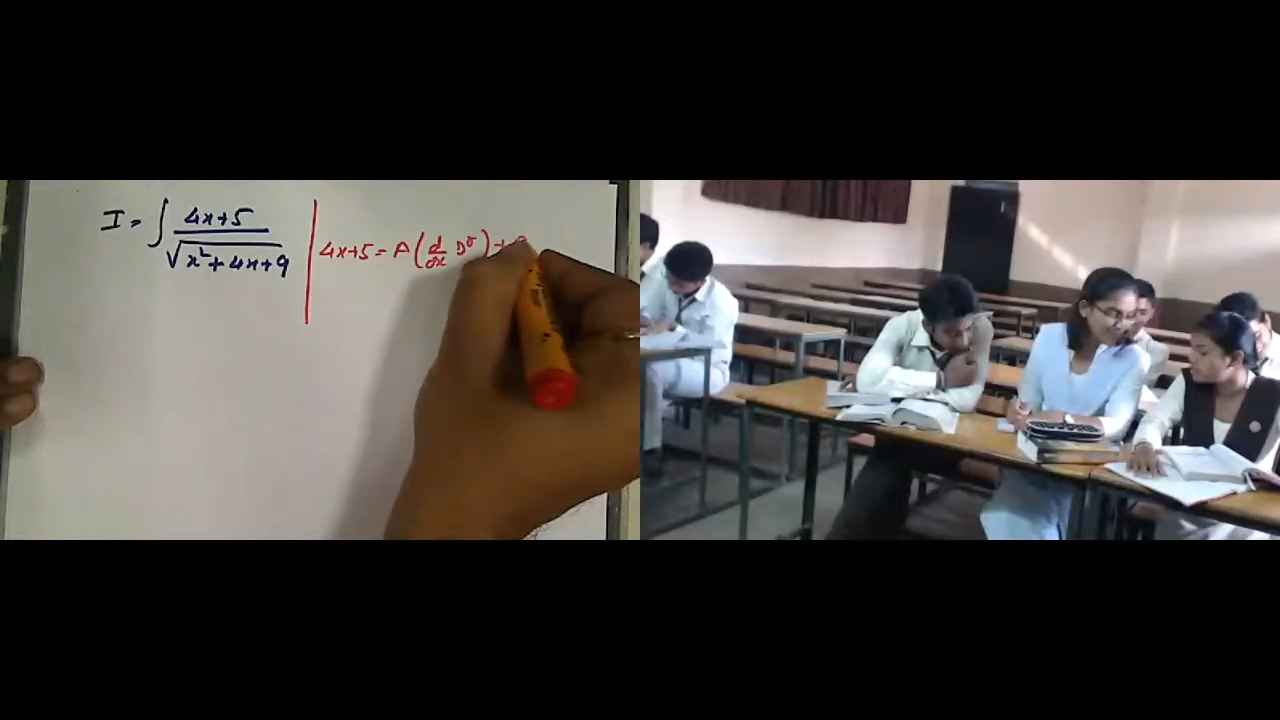 I = ∫ 4x+5 / √x²+4x+9
4x+5 = A (d/dx Dʳ) +